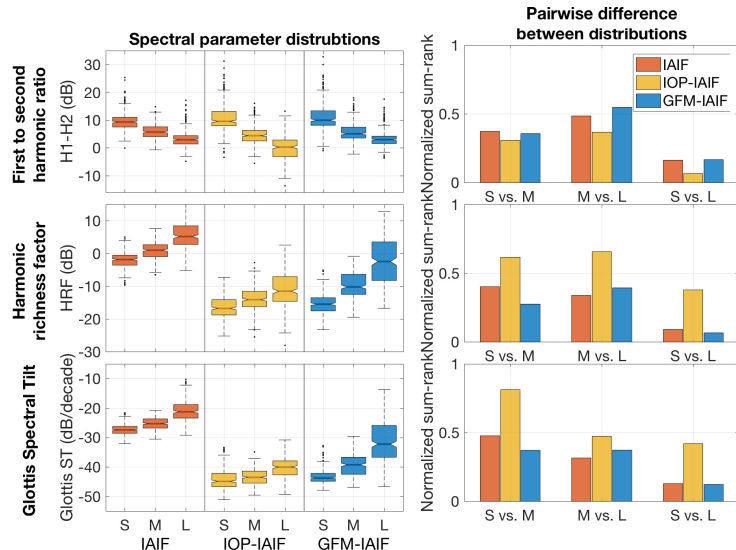 Spectral parameter distrubtions
Pairwise difference
between distributions
First to second
harmonic ratio
H1-H2 (dB)
30
20
10
0
-10
Normalized sum-rank
1
0.5
0
IAIF
IOP-IAIF
GFM-IAIF
S vs. M
M vs. L
S vs. L
Harmonic
richness factor
HRF (dB)
10
0
-10
-20
-30
Normalized sum-rank
1
0.5
0
S vs. M
M vs. L
S vs. L
Glottis Spectral Tilt
Glottis ST (dB/decade)
-10
-20
-30
-40
-50
S M L S M L S M L
IAIF IOP-IAIF GFM-IAIF
Normalized sum-rank
1
0.5
0
S vs. M
M vs. L
S vs. L